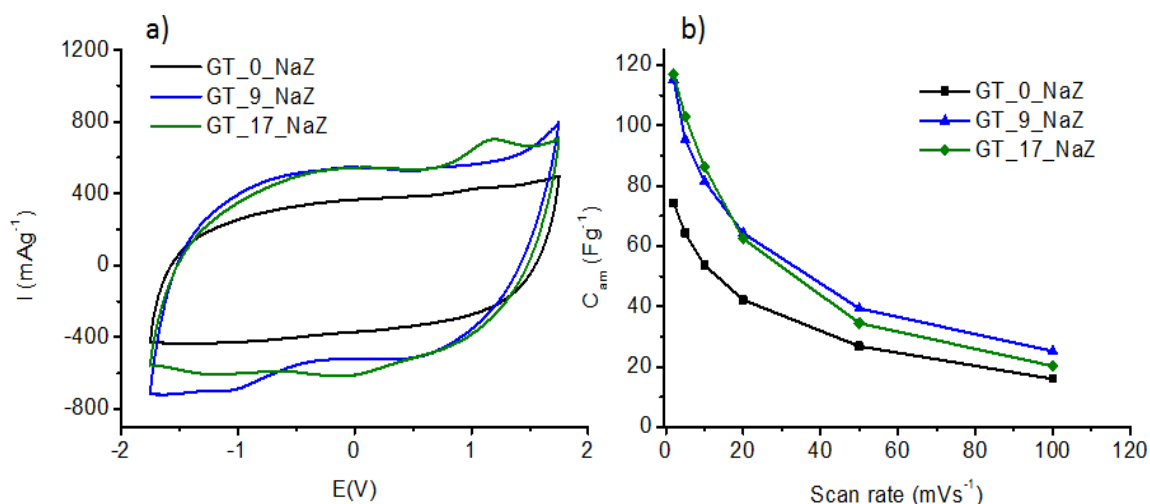 a)
GT_0_NaZ
GT_9_NaZ
GT_17_NaZ
1200
800
400
0
-400
-800
I (mAg⁻¹)
-2
-1
0
1
2
E(V)
b)
GT_0_NaZ
GT_9_NaZ
GT_17_NaZ
120
100
80
60
40
20
0
C_am (Fg⁻¹)
0
20
40
60
80
100
120
Scan rate (mVs⁻¹)